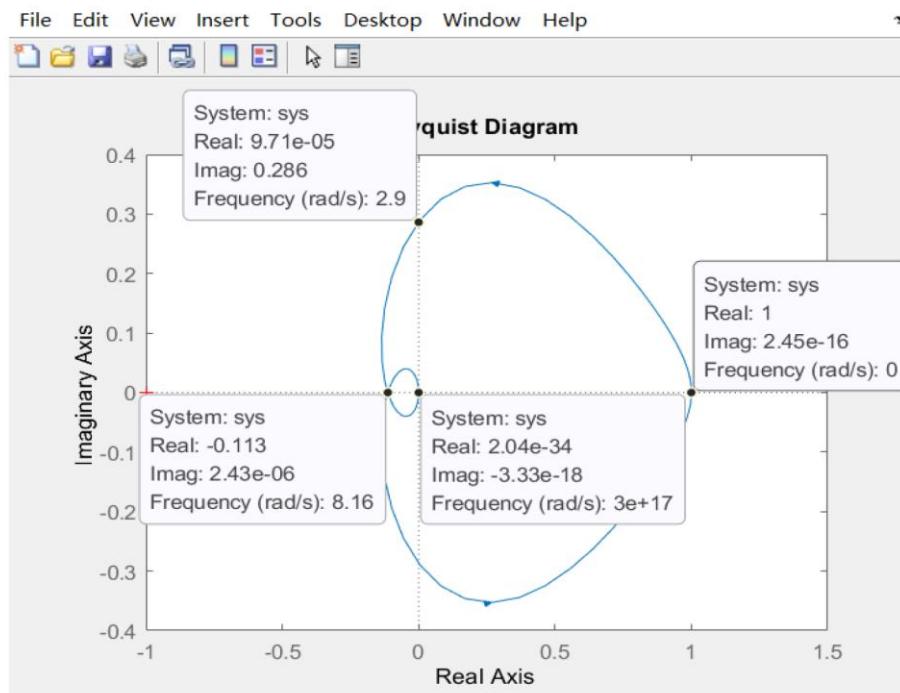 File Edit View Insert Tools Desktop Window Help
System: sys
Real: 9.71e-05
Imag: 0.286
Frequency (rad/s): 2.9
Diagram
0.4
0.3
0.2
0.1
0
-0.1
-0.2
-0.3
-0.4
Imaginary Axis
System: sys
Real: 1
Imag: 2.45e-16
Frequency (rad/s): 0
System: sys
Real: -0.113
Imag: 2.43e-06
Frequency (rad/s): 8.16
System: sys
Real: 2.04e-34
Imag: -3.33e-18
Frequency (rad/s): 3e+17
-1 -0.5 0 0.5 1 1.5
Real Axis